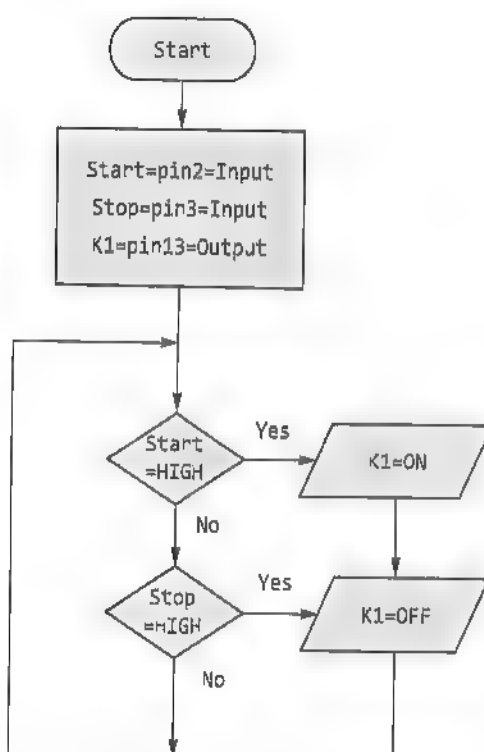 Start
Start=pin2=Input
Stop=pin3=Input
K1=pin13=Output
Start
=HIGH
Yes
K1=ON
No
Stop
=HIGH
Yes
K1=OFF
No